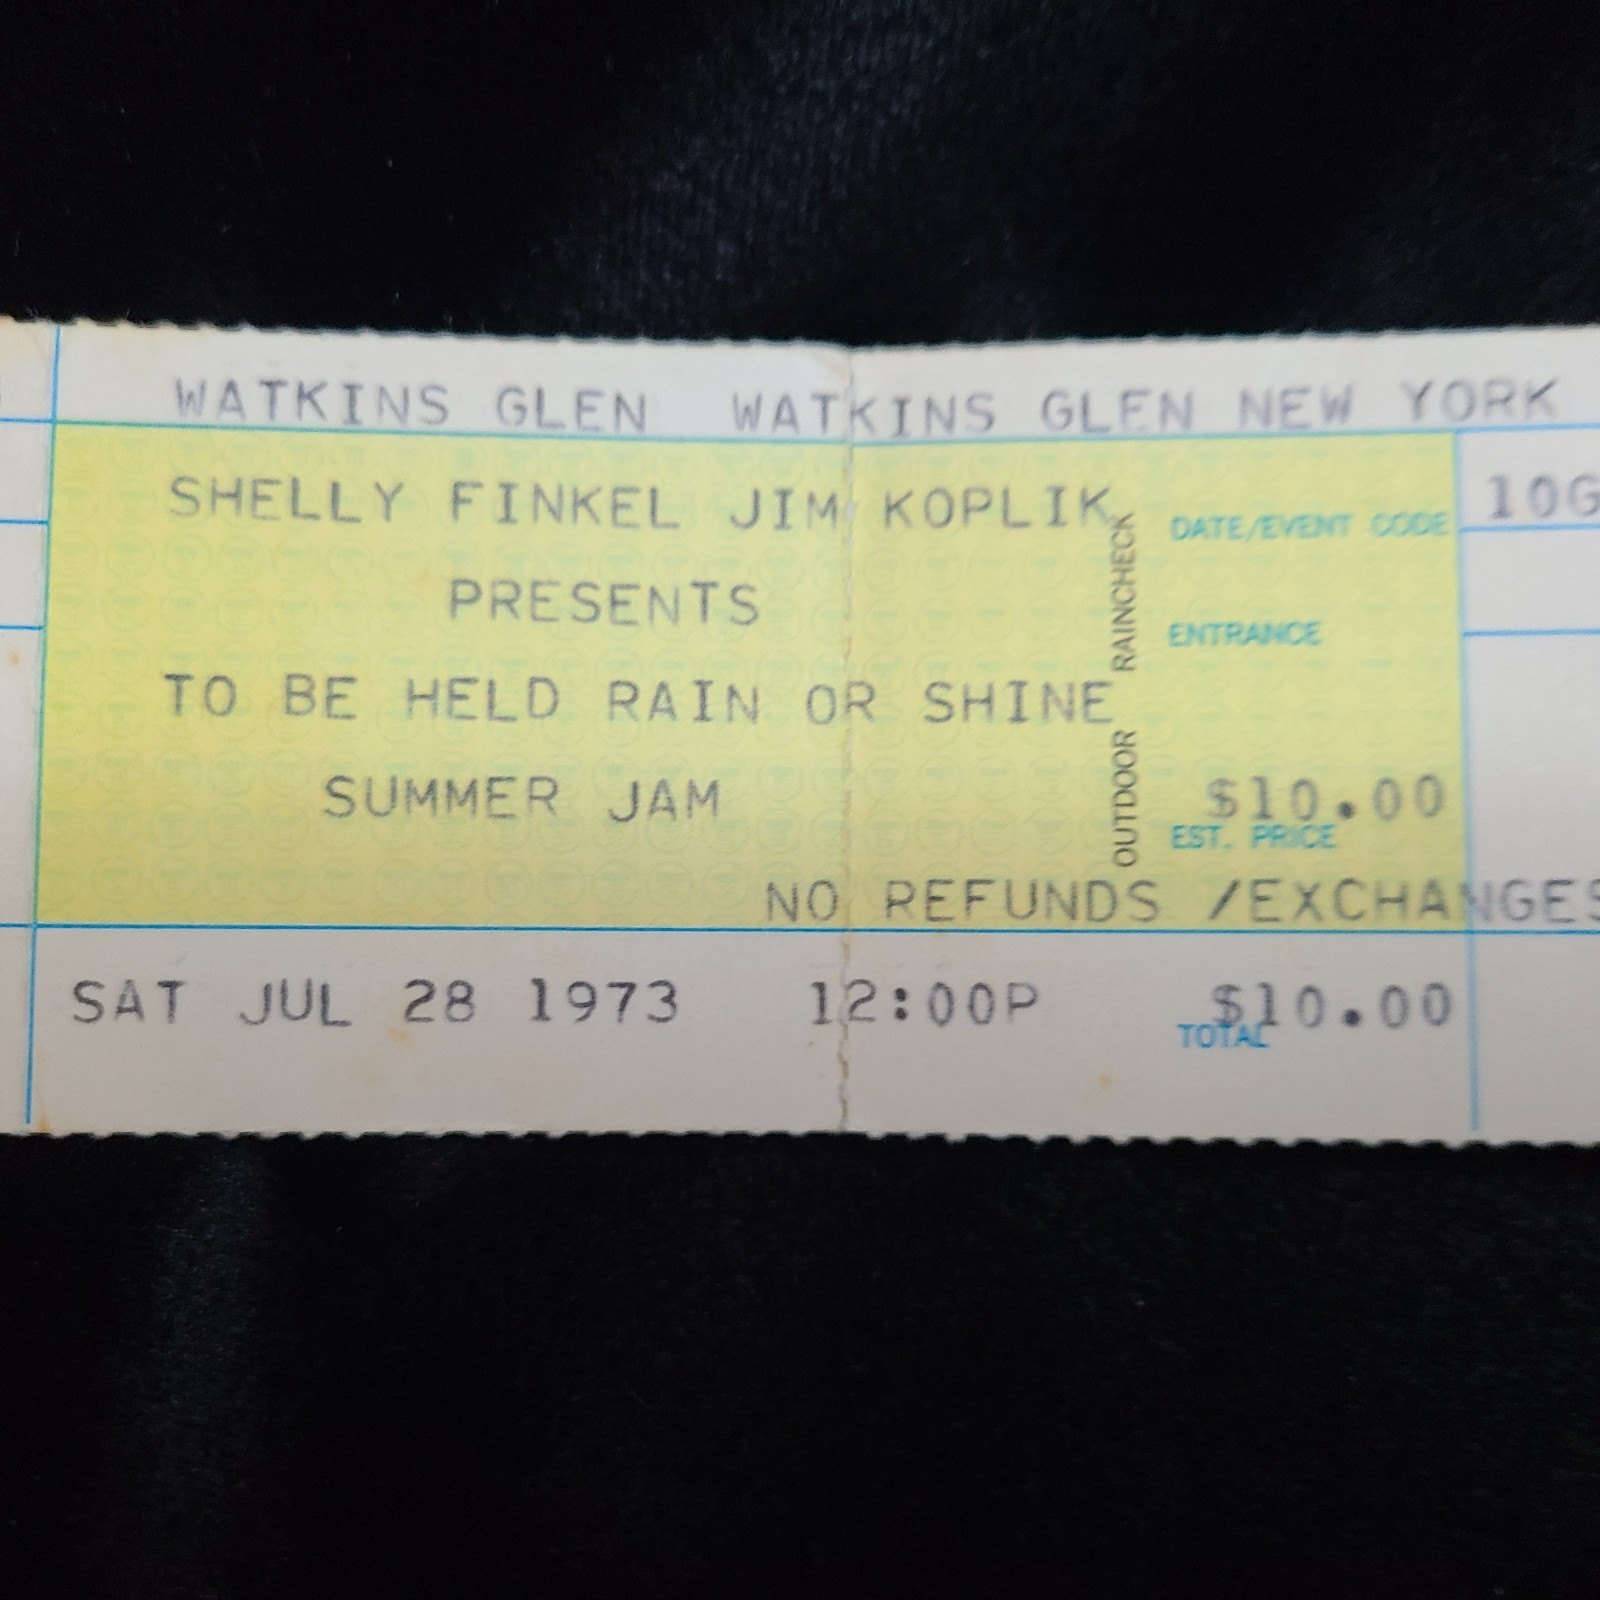 WATKINS GLEN WATKINS GLEN NEW YORK
SHELLY FINKEL JIM KOPLIK
DATE/EVENT CODE
10G
PRESENTS
ENTRANCE
TO BE HELD RAIN OR SHINE
OUTDOOR RAINCHECK
SUMMER JAM
$10.00
EST. PRICE
NO REFUNDS /EXCHANGES
SAT JUL 28 1973 12:00P $10.00
TOTAL